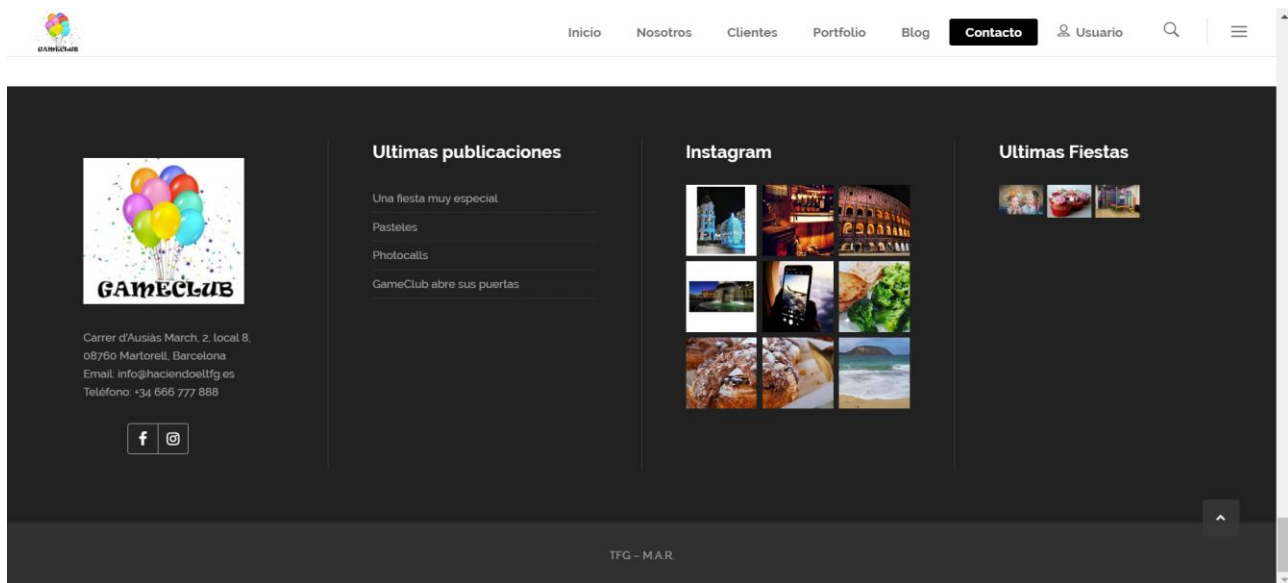 GAMECLUB
Inicio Nosotros Clientes Portfolio Blog Contacto Usuario
GAMECLUB
Carrer d'Ausiàs March, 2, local 8,
08760 Martorell, Barcelona
Email: info@haciendoeltfg.es
Teléfono: +34 666 777 888
Ultimas publicaciones
Una fiesta muy especial
Pasteles
Photocalls
GameClub abre sus puertas
Instagram
Ultimas Fiestas
TFG – M.A.R.